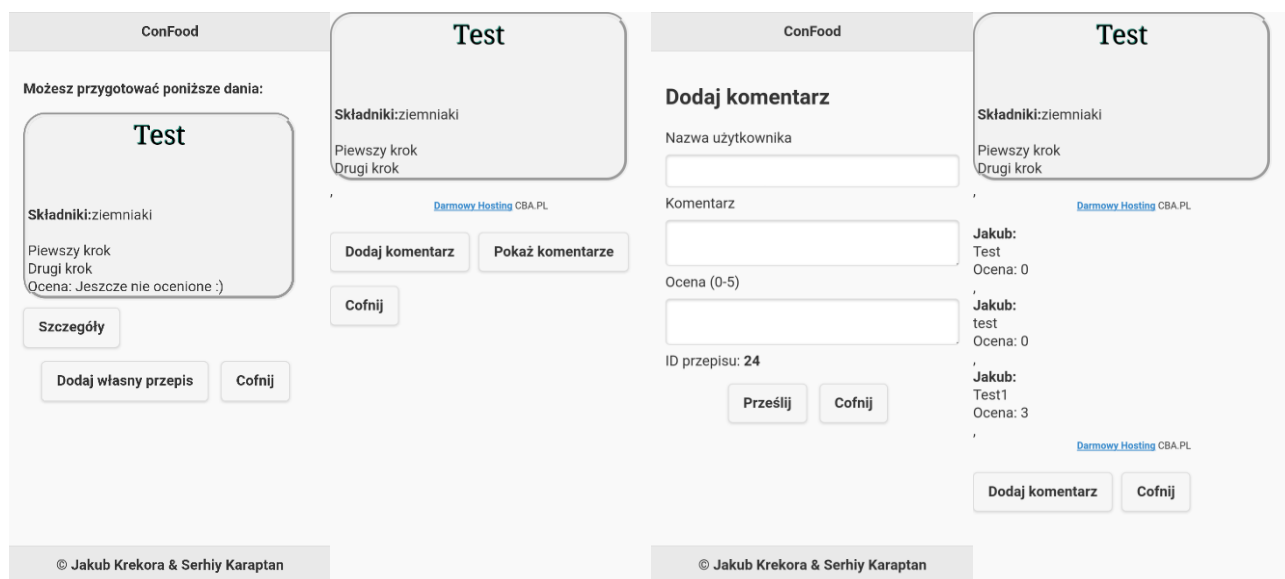 ConFood
Możesz przygotować poniższe dania:
Test
Składniki:ziemniaki
Piewszy krok
Drugi krok
Ocena: Jeszcze nie ocenione :)
Szczegóły
Dodaj własny przepis Cofnij
© Jakub Krekora & Serhiy Karaptan
Test
Składniki:ziemniaki
Piewszy krok
Drugi krok
,
Darmowy Hosting CBA.PL
Dodaj komentarz Pokaż komentarze
Cofnij
ConFood
Dodaj komentarz
Nazwa użytkownika
Komentarz
Ocena (0-5)
ID przepisu: 24
Prześlij Cofnij
© Jakub Krekora & Serhiy Karaptan
Test
Składniki:ziemniaki
Piewszy krok
Drugi krok
,
Darmowy Hosting CBA.PL
Jakub:
Test
Ocena: 0
,
Jakub:
test
Ocena: 0
,
Jakub:
Test1
Ocena: 3
,
Darmowy Hosting CBA.PL
Dodaj komentarz Cofnij